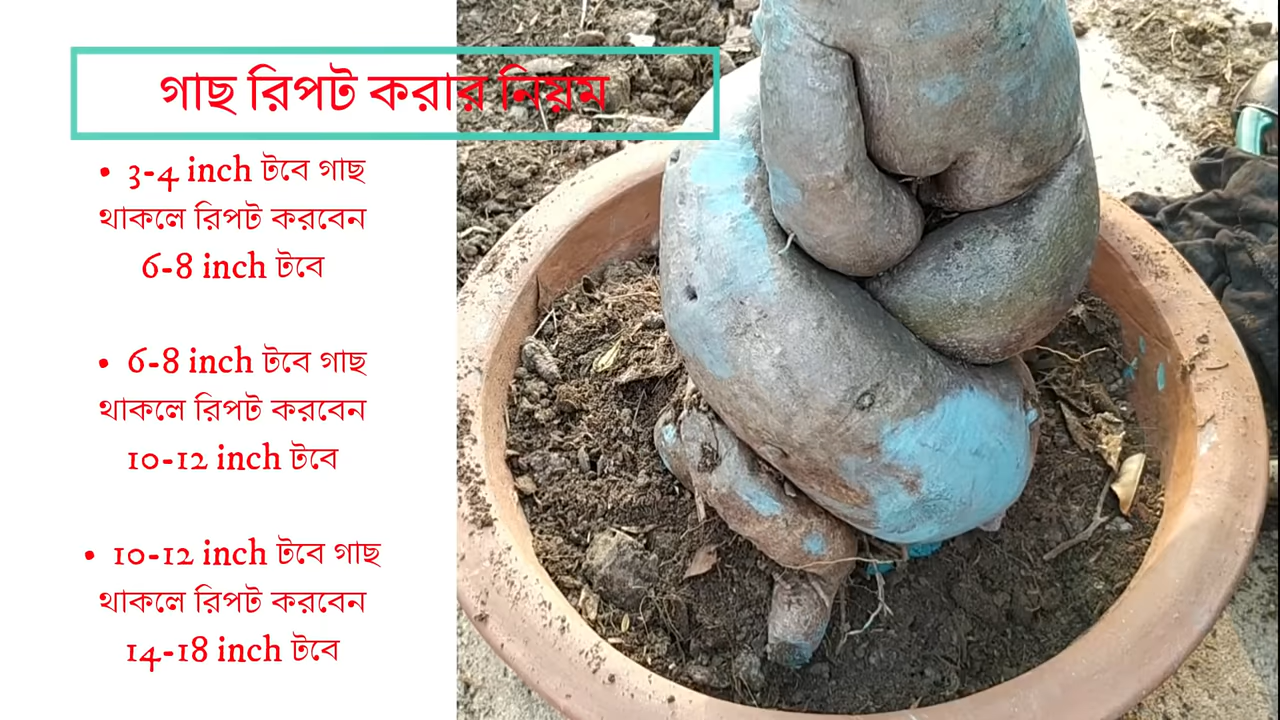 গাছ রিপট করার নিয়ম
• 3-4 inch টবে গাছ
থাকলে রিপট করবেন
6-8 inch টবে
• 6-8 inch টবে গাছ
থাকলে রিপট করবেন
10-12 inch টবে
• 10-12 inch টবে গাছ
থাকলে রিপট করবেন
14-18 inch টবে